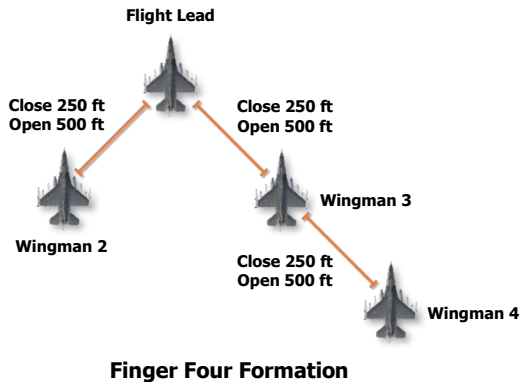 Flight Lead
Close 250 ft
Open 500 ft
Close 250 ft
Open 500 ft
Wingman 3
Wingman 2
Close 250 ft
Open 500 ft
Wingman 4
Finger Four Formation